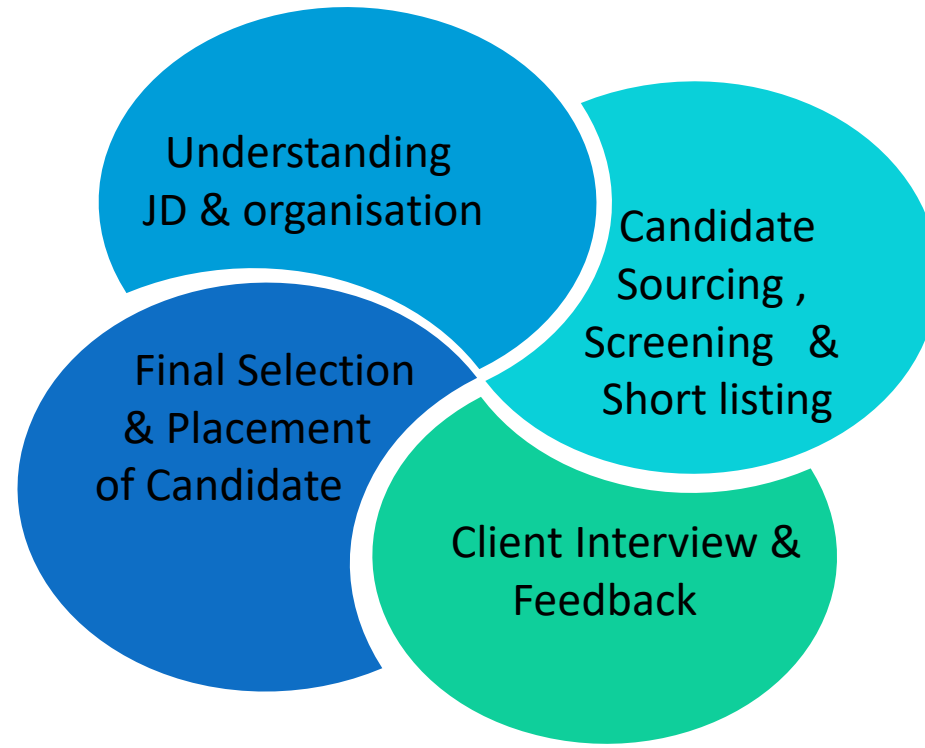 Understanding
JD & organisation
Candidate
Sourcing ,
Screening & 
Short listing
Client Interview &
Feedback
Final Selection
& Placement
of Candidate